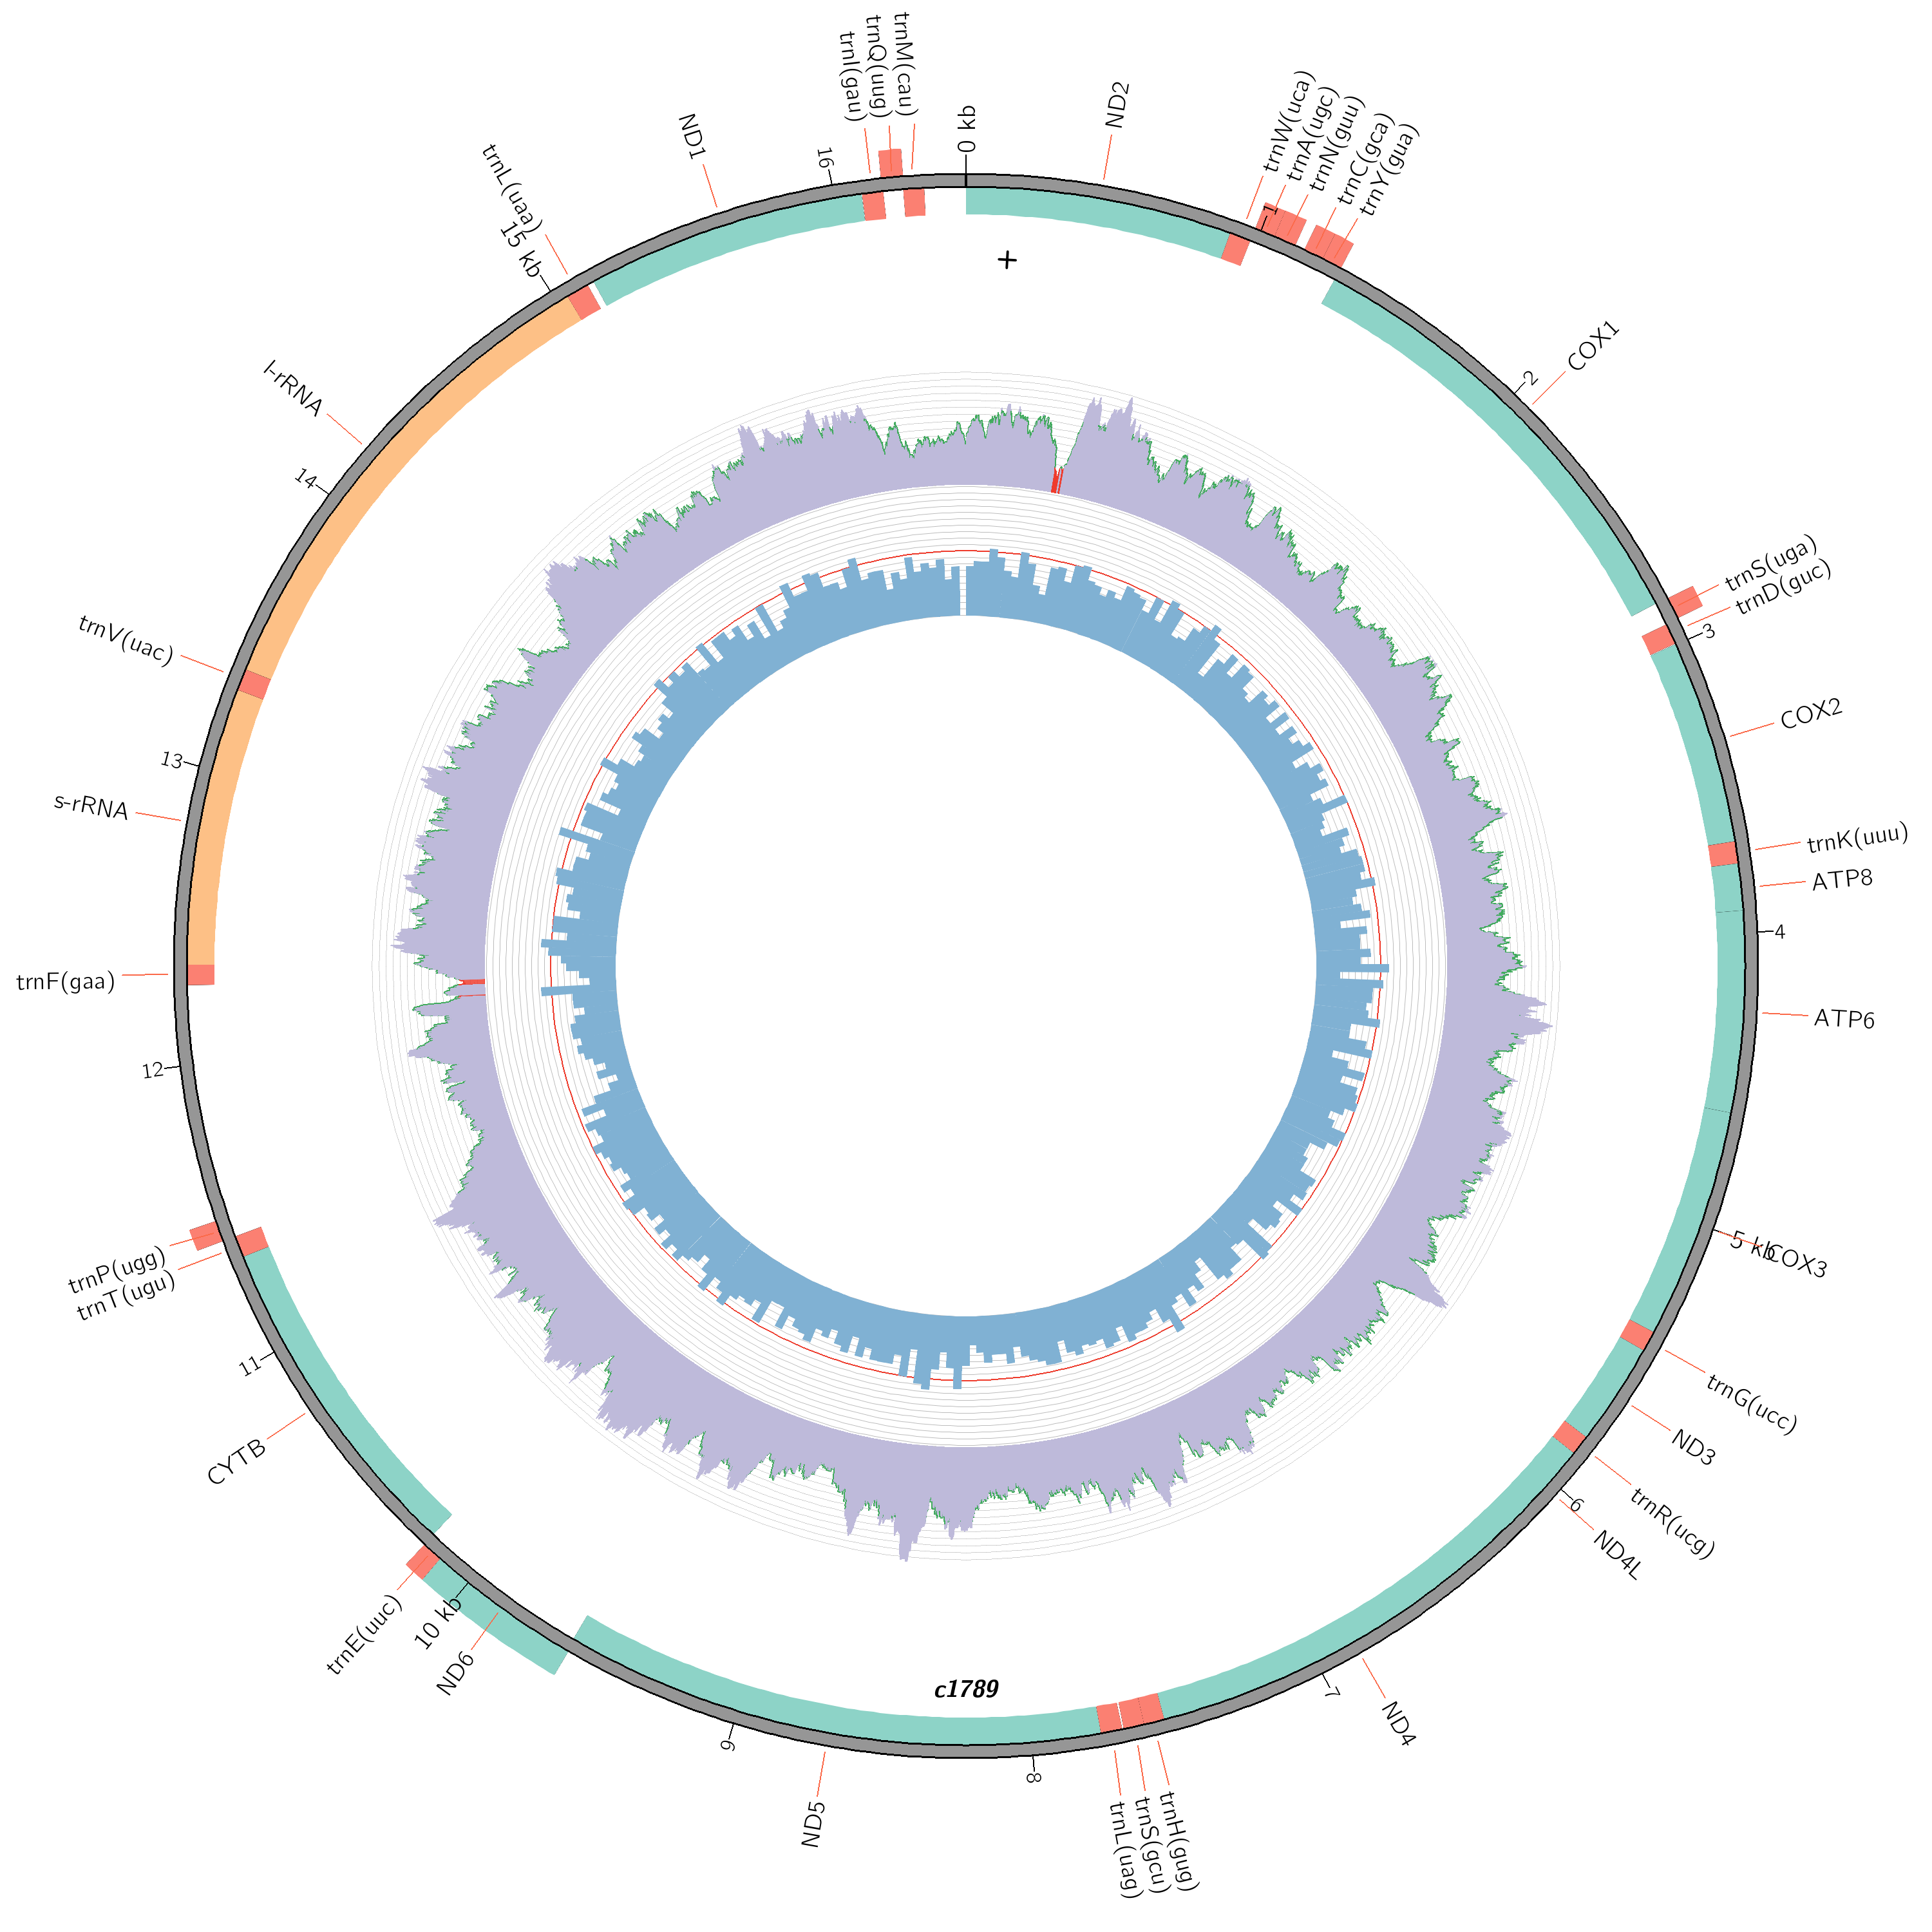 0 kb
ND2
trnW(uca)
trnA(ugc)
1
trnN(guu)
trnC(gca)
trnY(gua)
COX1
2
trnS(uga)
trnD(guc)
3
COX2
trnK(uuu)
ATP8
4
ATP6
5 kb
COX3
trnG(ucc)
ND3
trnR(ucg)
6
ND4L
ND4
7
trnH(gug)
trnS(gcu)
trnL(uag)
8
ND5
9
ND6
10 kb
trnE(uuc)
CYTB
11
trnT(ugu)
trnP(ugg)
12
trnF(gaa)
s-rRNA
13
trnV(uac)
14
l-rRNA
15 kb
trnL(uaa)
ND1
16
trnI(gau)
trnQ(uug)
trnM(cau)
+
c1789